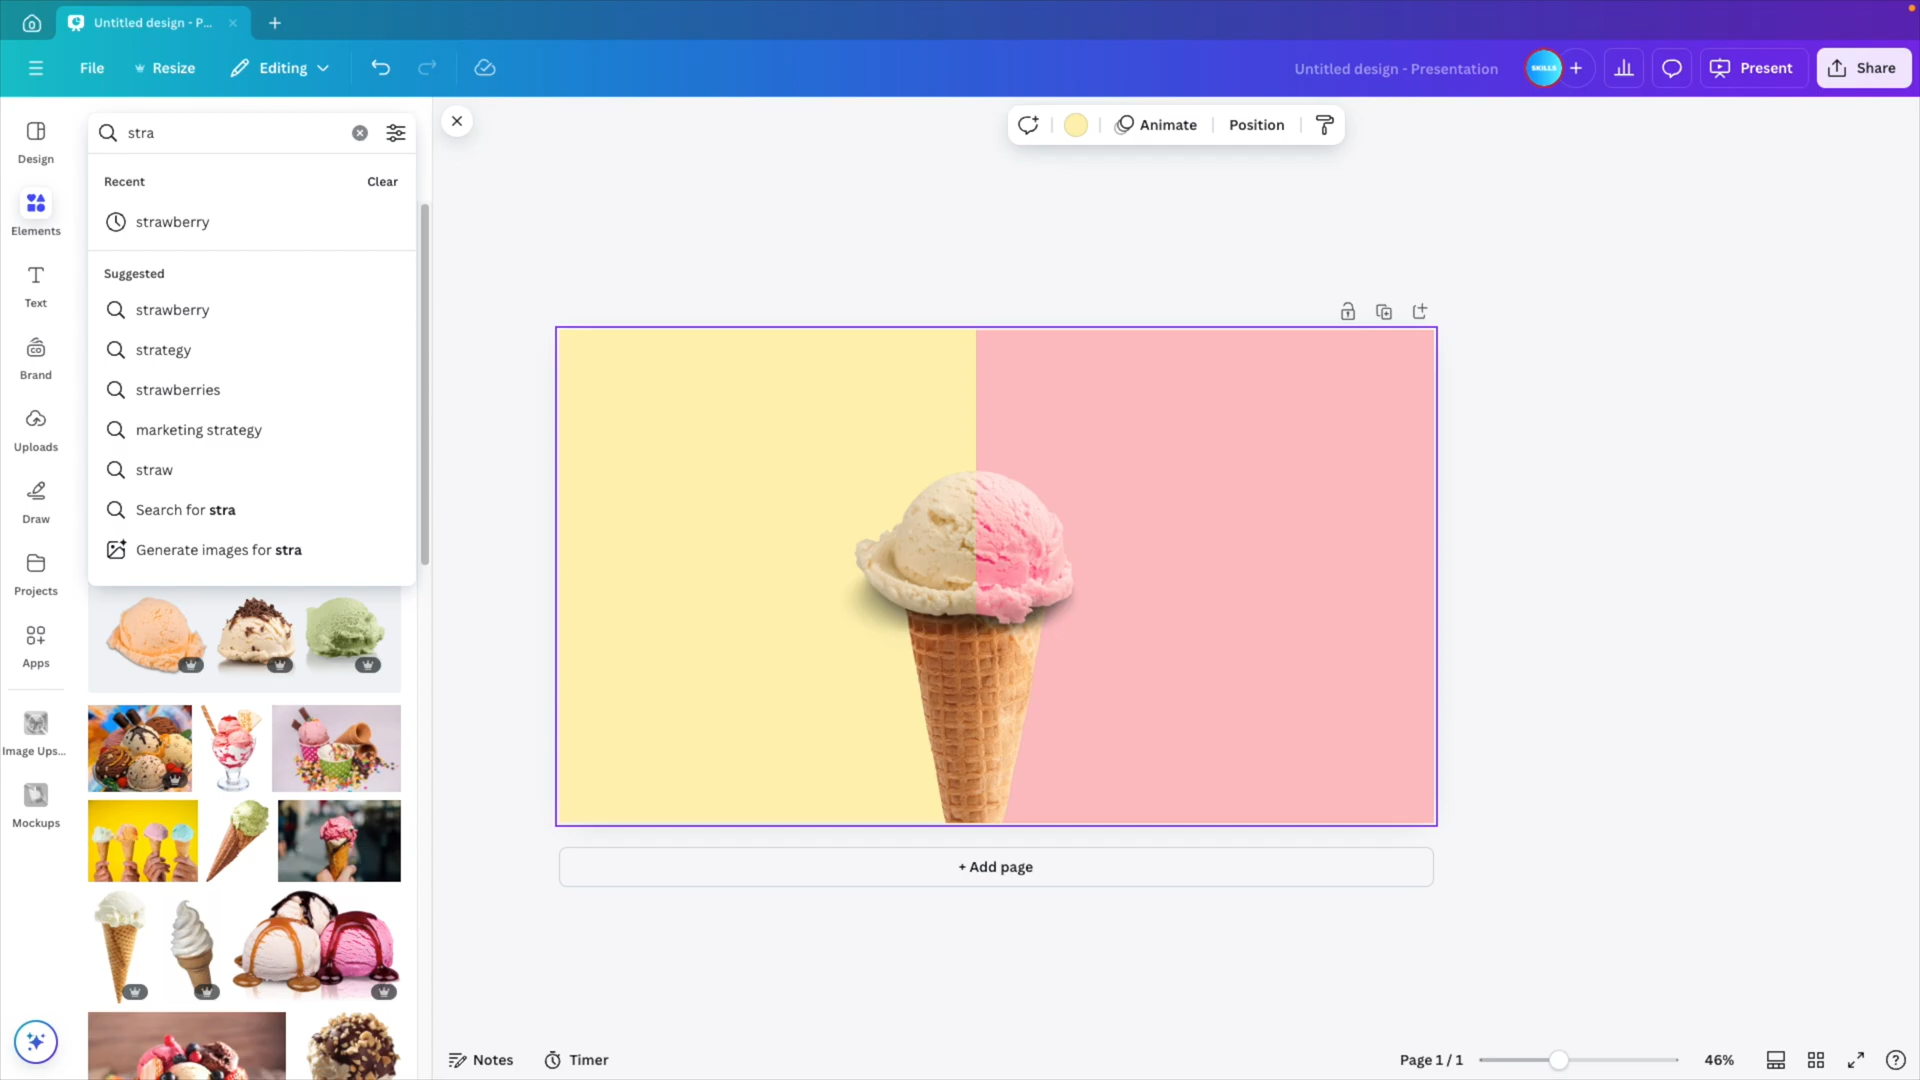 Untitled design - P...
File
Resize
Editing
Untitled design - Presentation
SKILLS
Present
Share
Design
Elements
Text
Brand
Uploads
Draw
Projects
Apps
Image Ups...
Mockups
stra
Recent
Clear
strawberry
Suggested
strawberry
strategy
strawberries
marketing strategy
straw
Search for stra
Generate images for stra
Animate
Position
+ Add page
Notes
Timer
Page 1 / 1
46%